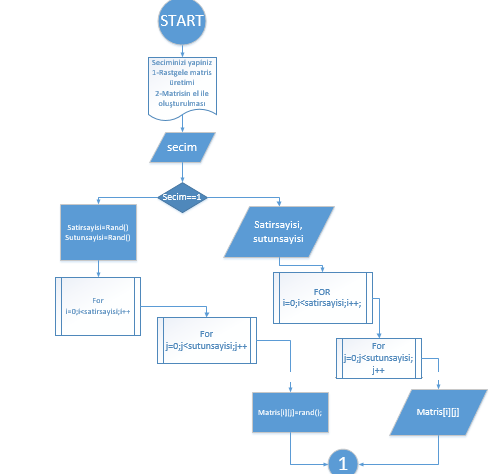 START
Seciminizi yapiniz
1-Rastgele matris
üretimi
2-Matrisin el ile
oluşturulması
secim
Secim==1
Satirsayisi=Rand()
Sutunsayisi=Rand()
Satirsayisi,
sutunsayisi
For
i=0;i<satirsayisi;i++
FOR
i=0;i<satirsayisi;i++;
For
j=0;j<sutunsayisi;j++
For
j=0;j<sutunsayisi;
j++
Matris[i][j]=rand();
Matris[i][j]
1